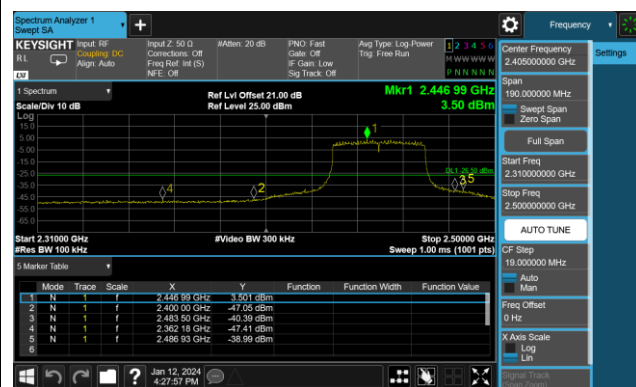 Spectrum Analyzer 1
Swept SA
Frequency
KEYSIGHT
RL
Input: RF
Coupling: DC
Align: Auto
Input Z: 50 Ω
Corrections: Off
Freq Ref: Int (S)
NFE: Off
#Atten: 20 dB
PNO: Fast
Gate: Off
IF Gain: Low
Sig Track: Off
Avg Type: Log-Power
Trig: Free Run
1 2 3 4 5 6
M W W W W W
P N N N N N
Center Frequency
2.405000000 GHz
Settings
Span
190.000000 MHz
Swept Span
Zero Span
Full Span
Start Freq
2.310000000 GHz
Stop Freq
2.500000000 GHz
AUTO TUNE
CF Step
19.000000 MHz
Auto
Man
Freq Offset
0 Hz
X Axis Scale
Log
Lin
Signal Track
(Span Zoom)
1 Spectrum
Scale/Div 10 dB
Ref Lvl Offset 21.00 dB
Ref Level 25.00 dBm
Mkr1 2.446 99 GHz
3.50 dBm
Log
15.0
5.00
-5.00
-15.0
-25.0
-35.0
-45.0
-55.0
-65.0
1
2
3
4
5
Start 2.31000 GHz
#Res BW 100 kHz
#Video BW 300 kHz
Stop 2.50000 GHz
Sweep 1.00 ms (1001 pts)
5 Marker Table
Mode Trace Scale X Y Function Function Width Function Value
1 N 1 f 2.446 99 GHz 3.501 dBm
2 N 1 f 2.400 00 GHz -47.05 dBm
3 N 1 f 2.483 50 GHz -40.39 dBm
4 N 1 f 2.362 18 GHz -47.41 dBm
5 N 1 f 2.486 93 GHz -38.99 dBm
6
?
Jan 12, 2024
4:27:57 PM